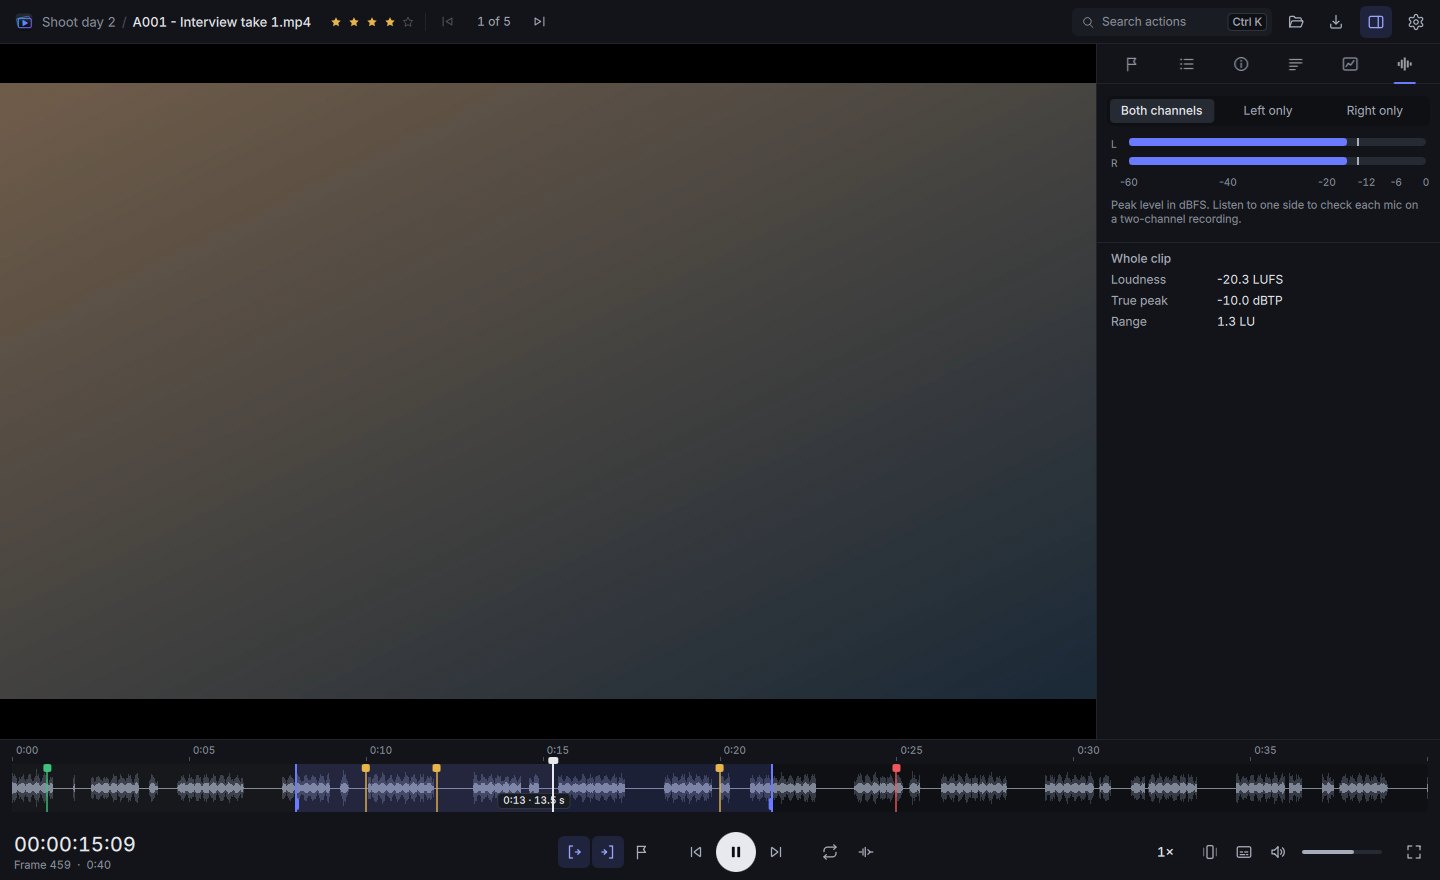 Shoot day 2 / A001 - Interview take 1.mp4 1 of 5 Search actions Ctrl K
Both channels Left only Right only
L
R
-60 -40 -20 -12 -6 0
Peak level in dBFS. Listen to one side to check each mic on
a two-channel recording.
Whole clip
Loudness -20.3 LUFS
True peak -10.0 dBTP
Range 1.3 LU
0:00 0:05 0:10 0:15 0:20 0:25 0:30 0:35
0:13 · 13.5 s
00:00:15:09
Frame 459 · 0:40
1×